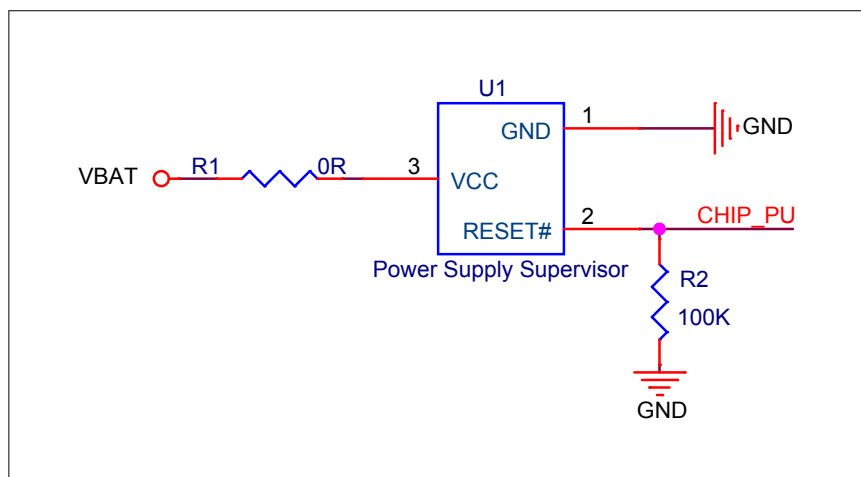 U1
1
GND
GND
VBAT
R1
0R
3
VCC
2
CHIP_PU
RESET#
Power Supply Supervisor
R2
100K
GND